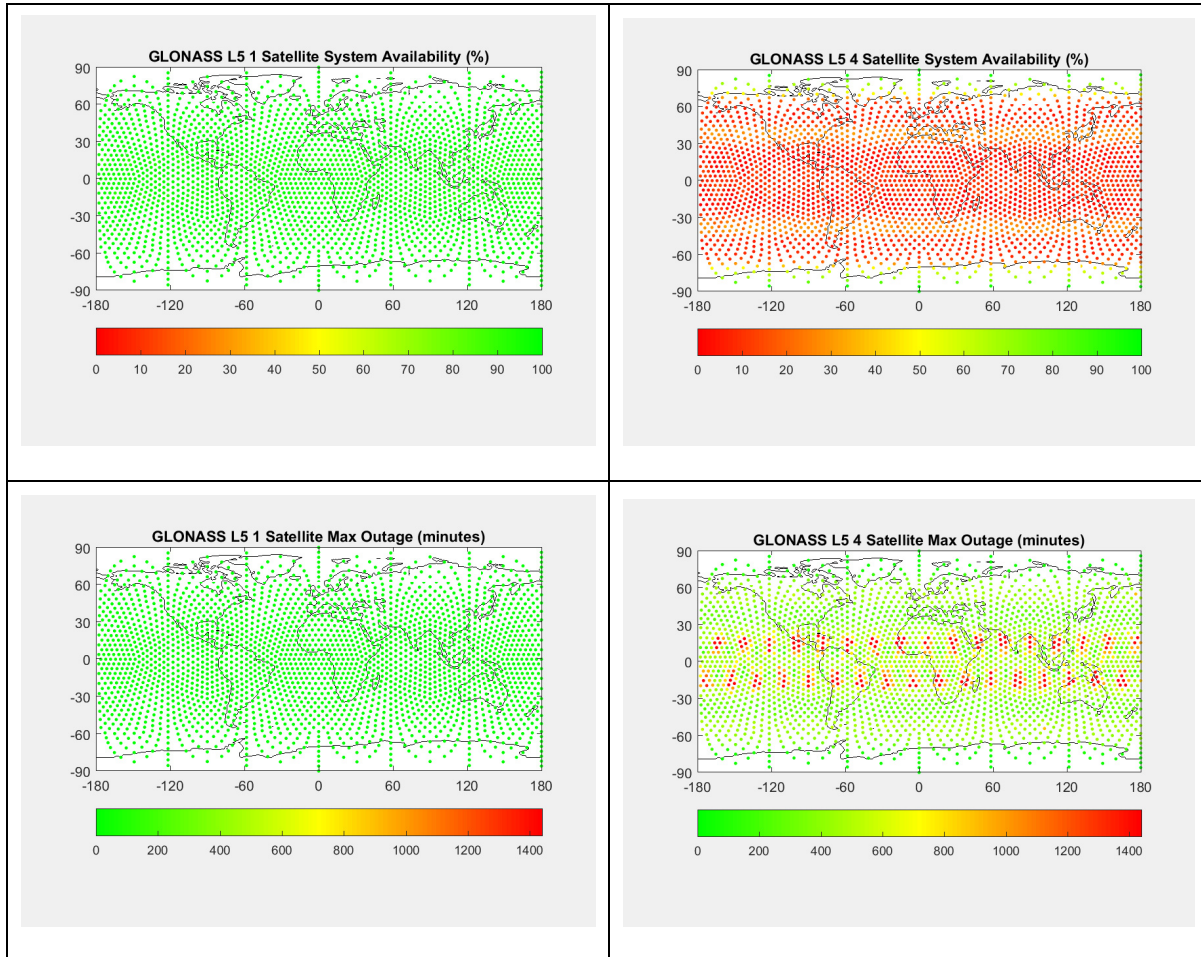 GLONASS L5 1 Satellite System Availability (%)
90
60
30
0
-30
-60
-90
-180 -120 -60 0 60 120 180
0 10 20 30 40 50 60 70 80 90 100
GLONASS L5 4 Satellite System Availability (%)
90
60
30
0
-30
-60
-90
-180 -120 -60 0 60 120 180
0 10 20 30 40 50 60 70 80 90 100
GLONASS L5 1 Satellite Max Outage (minutes)
90
60
30
0
-30
-60
-90
-180 -120 -60 0 60 120 180
0 200 400 600 800 1000 1200 1400
GLONASS L5 4 Satellite Max Outage (minutes)
90
60
30
0
-30
-60
-90
-180 -120 -60 0 60 120 180
0 200 400 600 800 1000 1200 1400